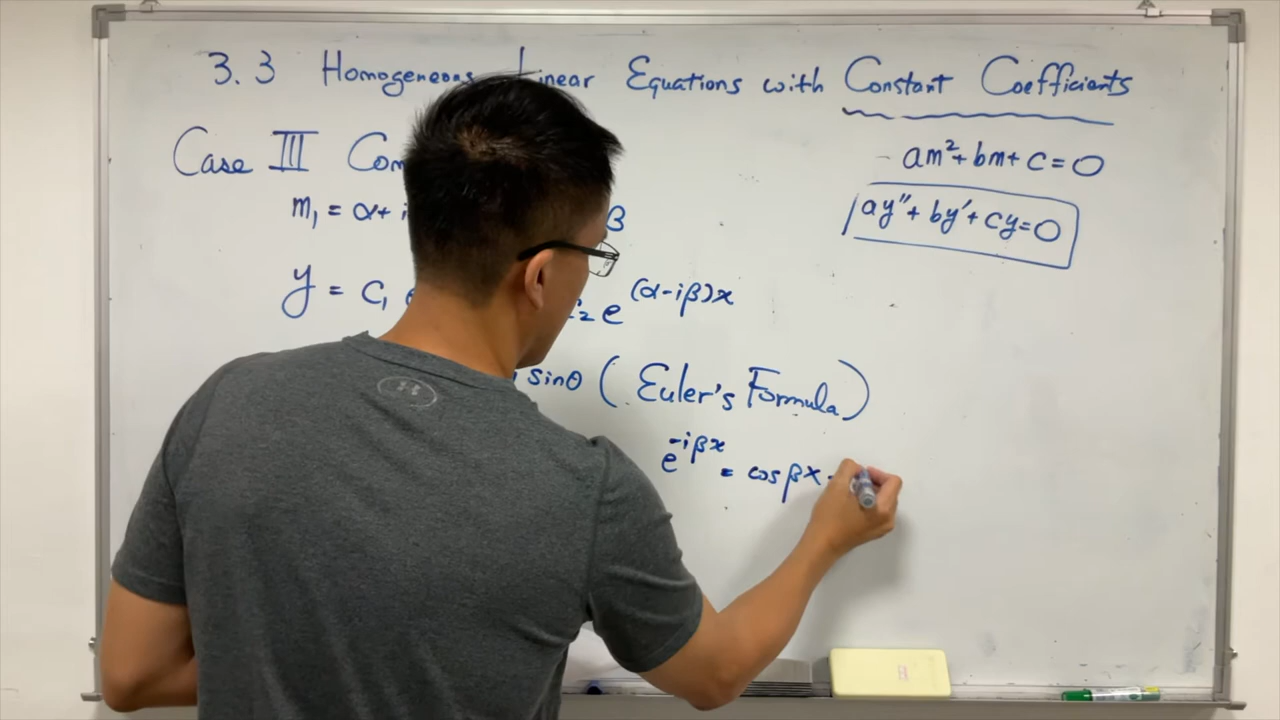 3.3 Homogeneous Linear Equations with Constant Coefficients
Case III Com
am²+bm+c=0
m₁ = α+ i β
ay″+by′+cy=0
y = c₁ e c₂ e^(α-iβ)x
i sinθ (Euler's Formula)
e^-iβx = cos βx -